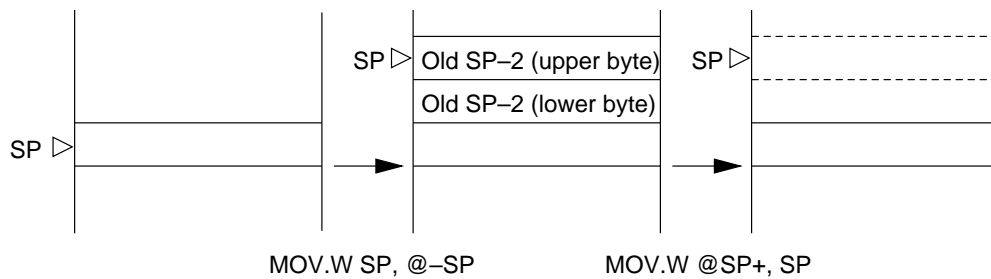 SP
Old SP–2 (upper byte)
SP
Old SP–2 (lower byte)
SP
MOV.W SP, @–SP
MOV.W @SP+, SP